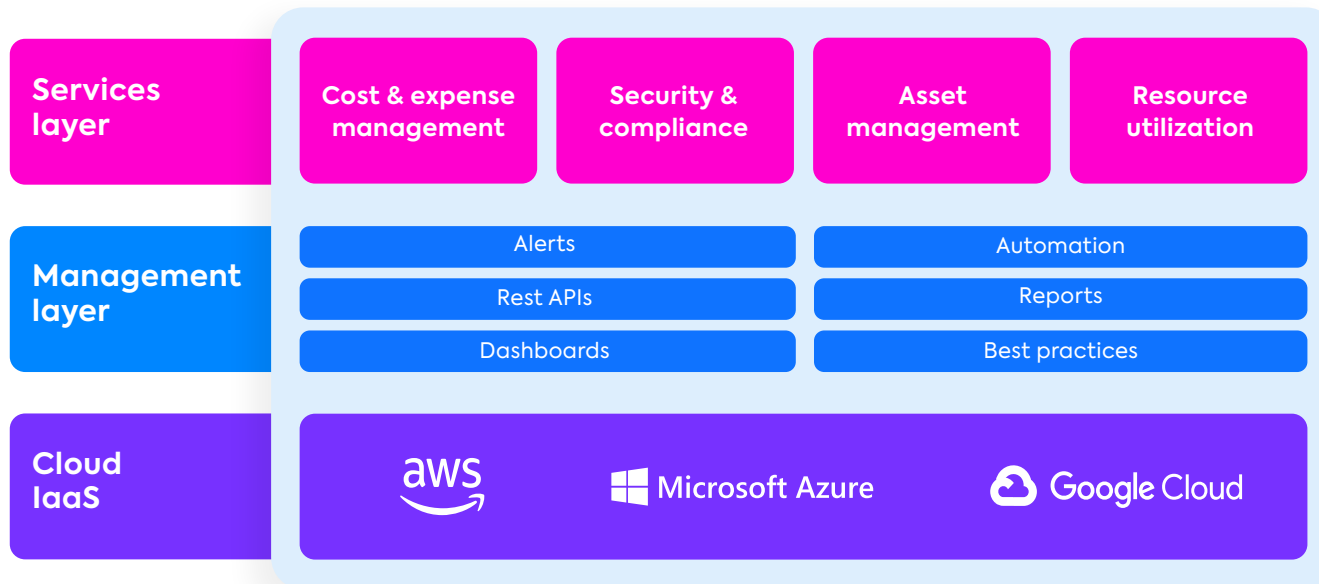 Services
layer
Cost & expense
management
Security &
compliance
Asset
management
Resource
utilization
Management
layer
Alerts
Automation
Rest APIs
Reports
Dashboards
Best practices
Cloud
IaaS
aws
Microsoft Azure
Google Cloud